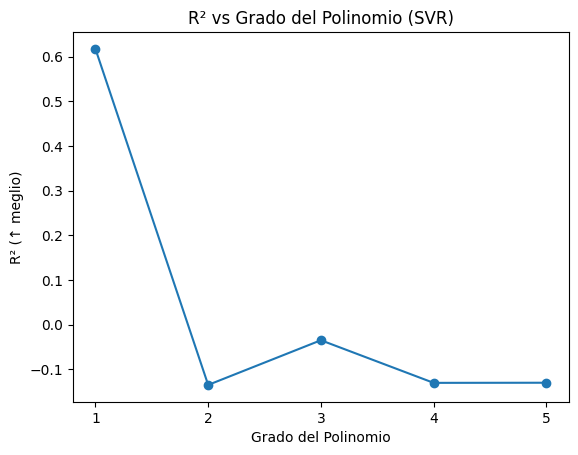 R² vs Grado del Polinomio (SVR)
R² (↑ meglio)
0.6
0.5
0.4
0.3
0.2
0.1
0.0
−0.1
1 2 3 4 5
Grado del Polinomio